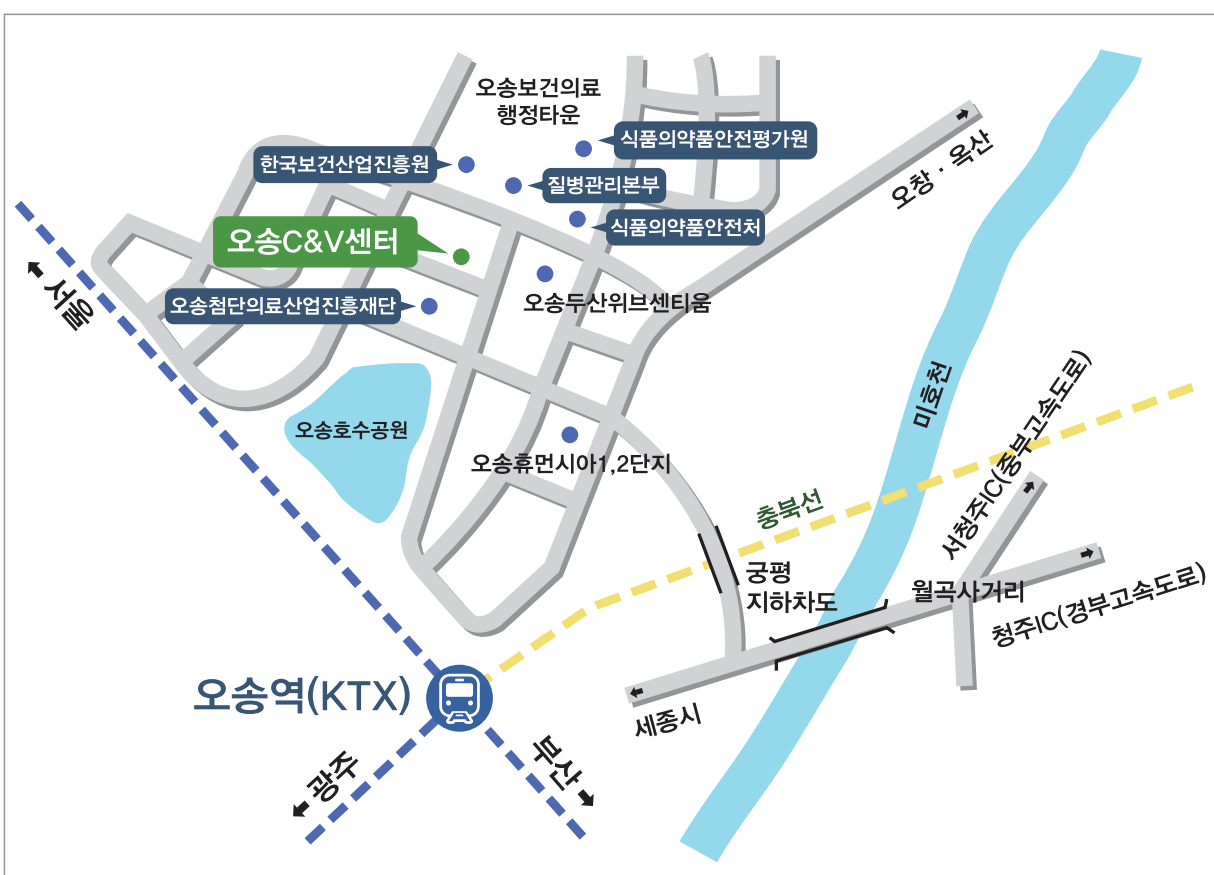 오송보건의료
행정타운
식품의약품안전평가원
한국보건산업진흥원
질병관리본부
식품의약품안전처
오창 · 옥산
오송C&V센터
서울
오송첨단의료산업진흥재단
오송두산위브센티움
미호천
오송호수공원
오송휴먼시아1,2단지
서청주IC(중부고속도로)
충북선
궁평
지하차도
월곡사거리
청주IC(경부고속도로)
오송역(KTX)
세종시
광주
부산